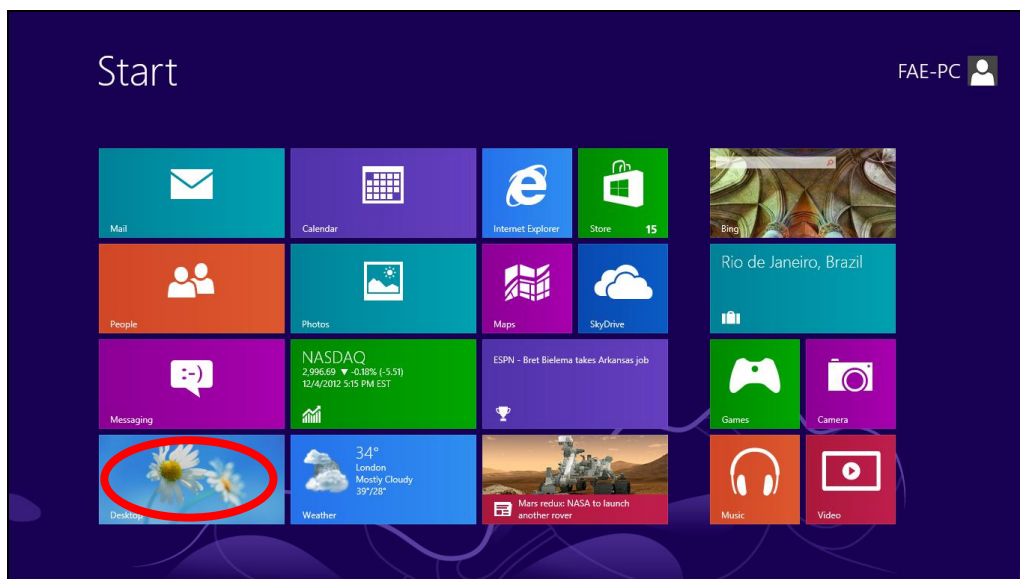 Start
FAE-PC
Mail
Calendar
Internet Explorer
Store 15
Bing
People
Photos
Maps
SkyDrive
Rio de Janeiro, Brazil
:-)
Messaging
NASDAQ
2,996.69 ▼ -0.18% (-5.51)
12/4/2012 5:15 PM EST
ESPN - Bret Bielema takes Arkansas job
Games
Camera
Desktop
34°
London
Mostly Cloudy
39°/28°
Weather
Mars redux: NASA to launch
another rover
Music
Video